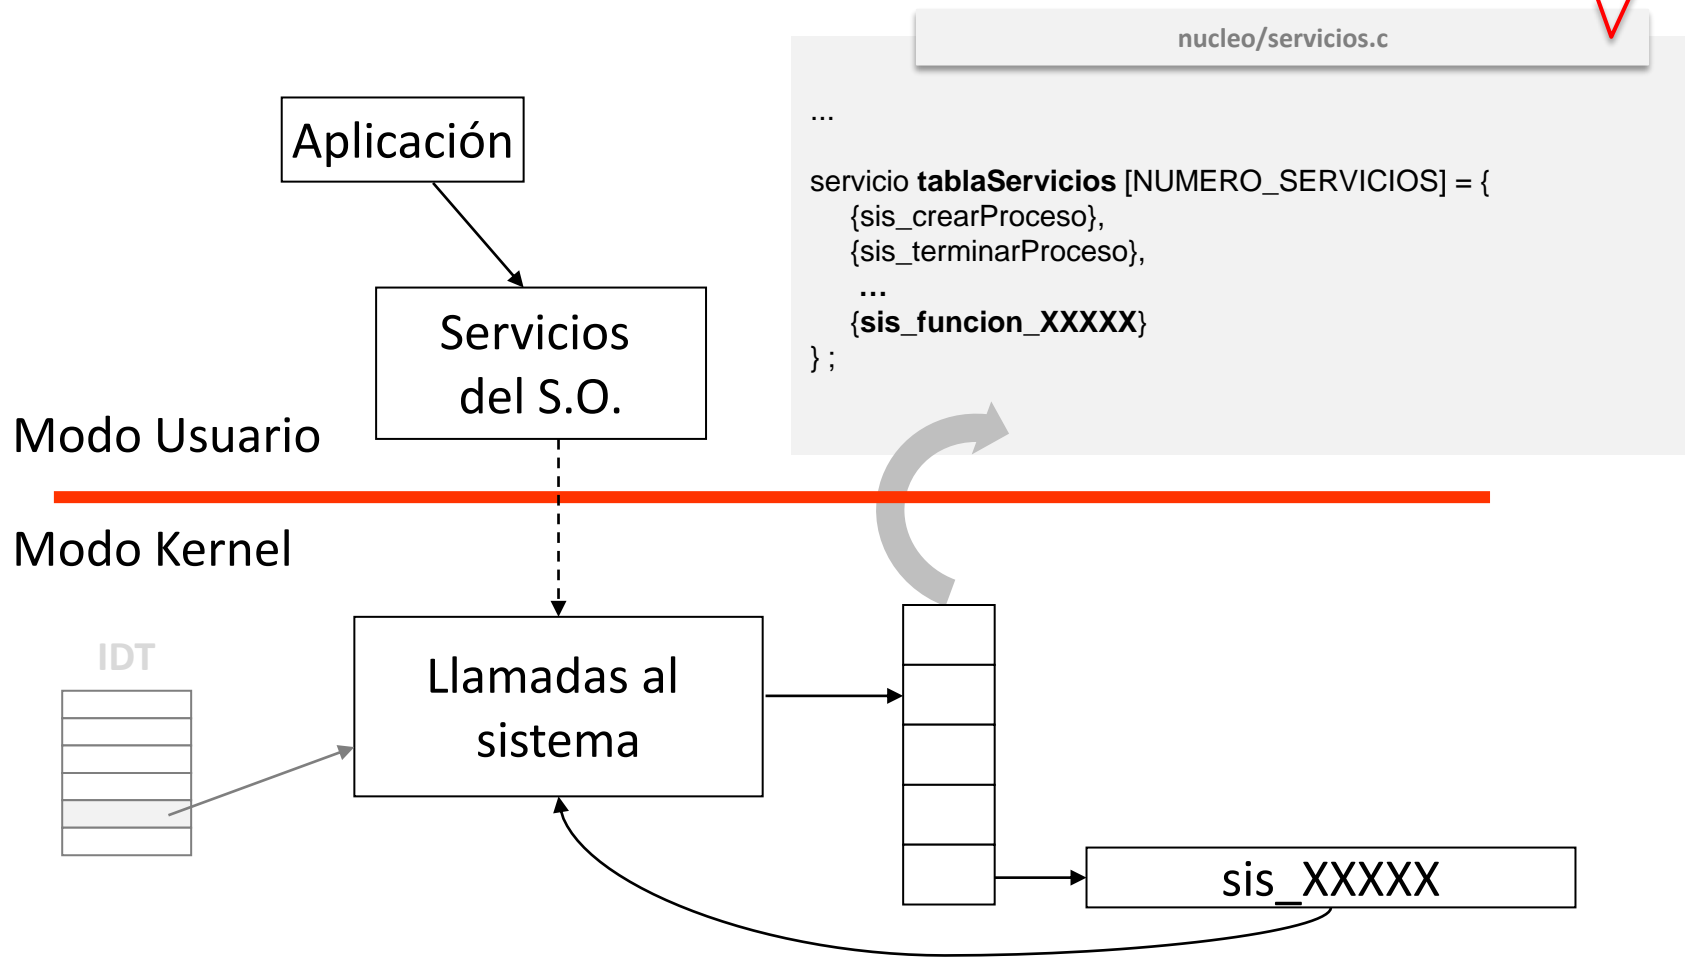 nucleo/servicios.c
...
servicio tablaServicios [NUMERO_SERVICIOS] = {
{sis_crearProceso},
{sis_terminarProceso},
...
{sis_funcion_XXXXX}
} ;
Aplicación
Servicios
del S.O.
Modo Usuario
Modo Kernel
IDT
Llamadas al
sistema
sis_XXXXX